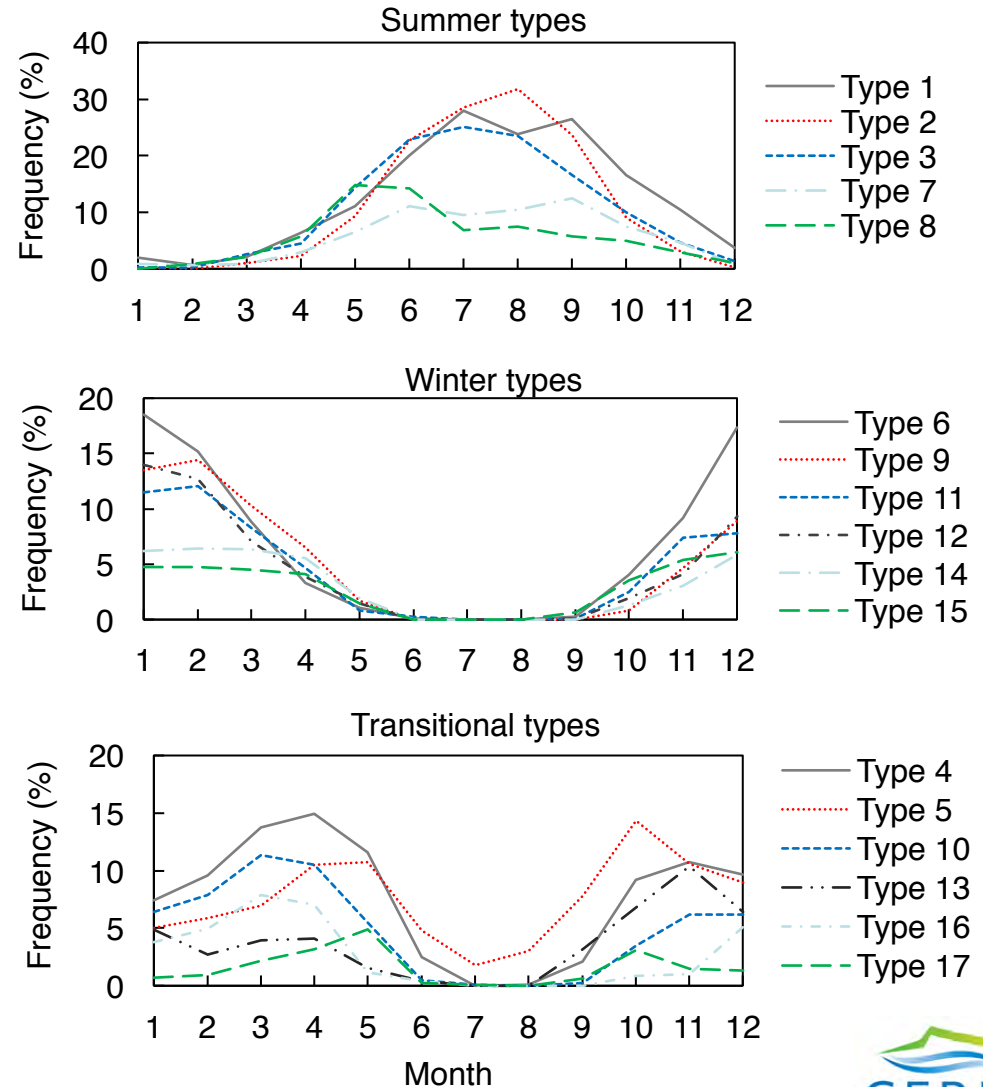 Summer types
Frequency (%)
40
30
20
10
0
1 2 3 4 5 6 7 8 9 10 11 12
Type 1
Type 2
Type 3
Type 7
Type 8
Winter types
Frequency (%)
20
15
10
5
0
1 2 3 4 5 6 7 8 9 10 11 12
Type 6
Type 9
Type 11
Type 12
Type 14
Type 15
Transitional types
Frequency (%)
20
15
10
5
0
1 2 3 4 5 6 7 8 9 10 11 12
Month
Type 4
Type 5
Type 10
Type 13
Type 16
Type 17